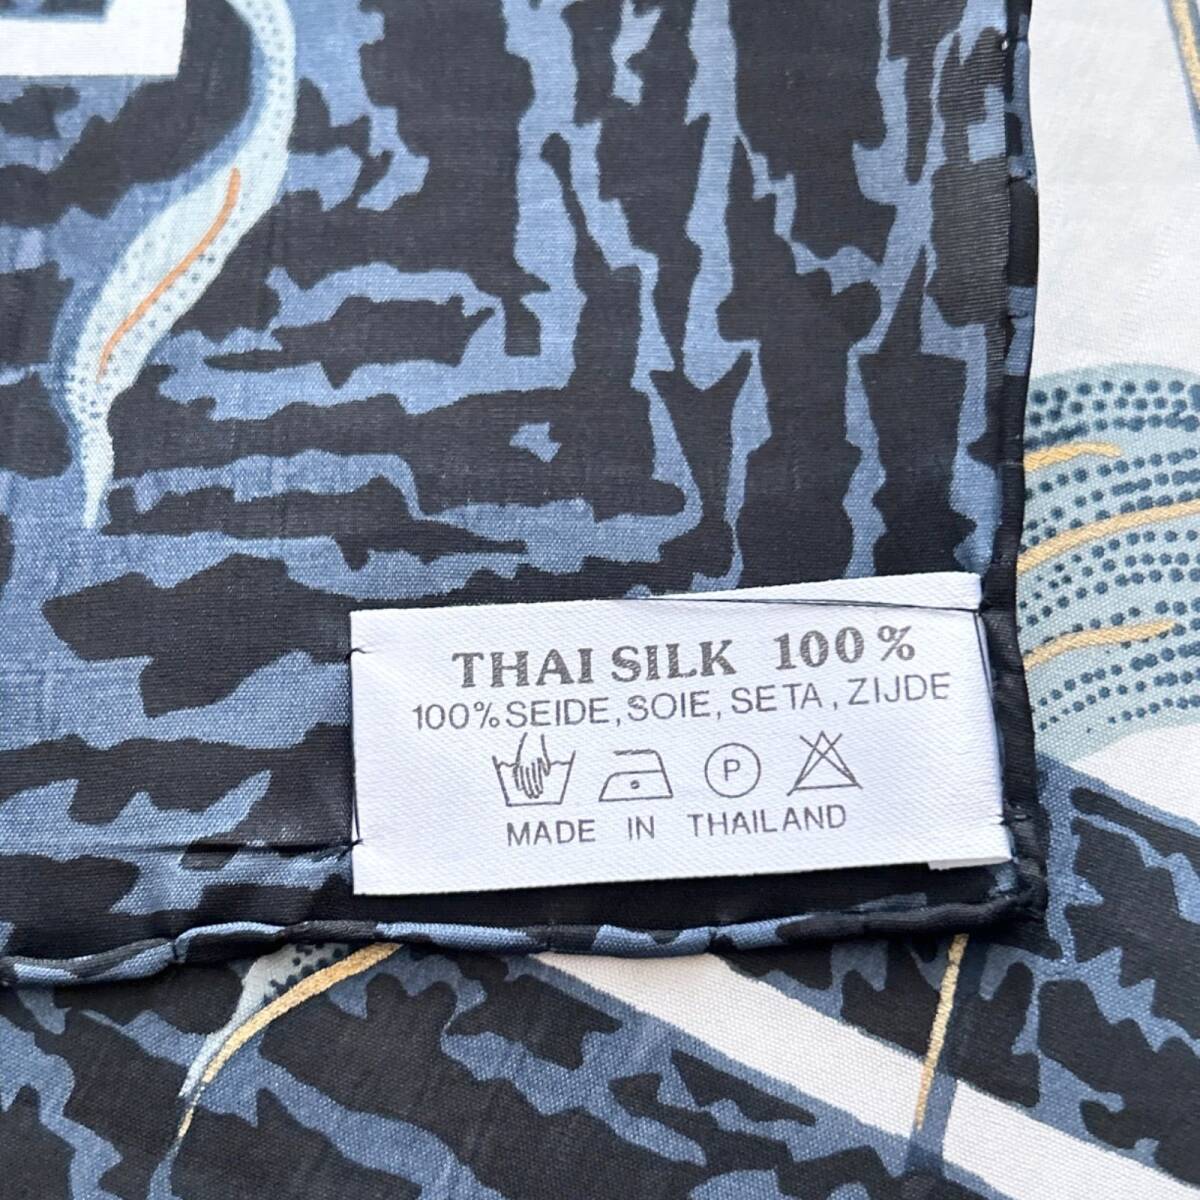 THAI SILK 100%
100% SEIDE, SOIE, SETA, ZIJDE
P
MADE IN THAILAND